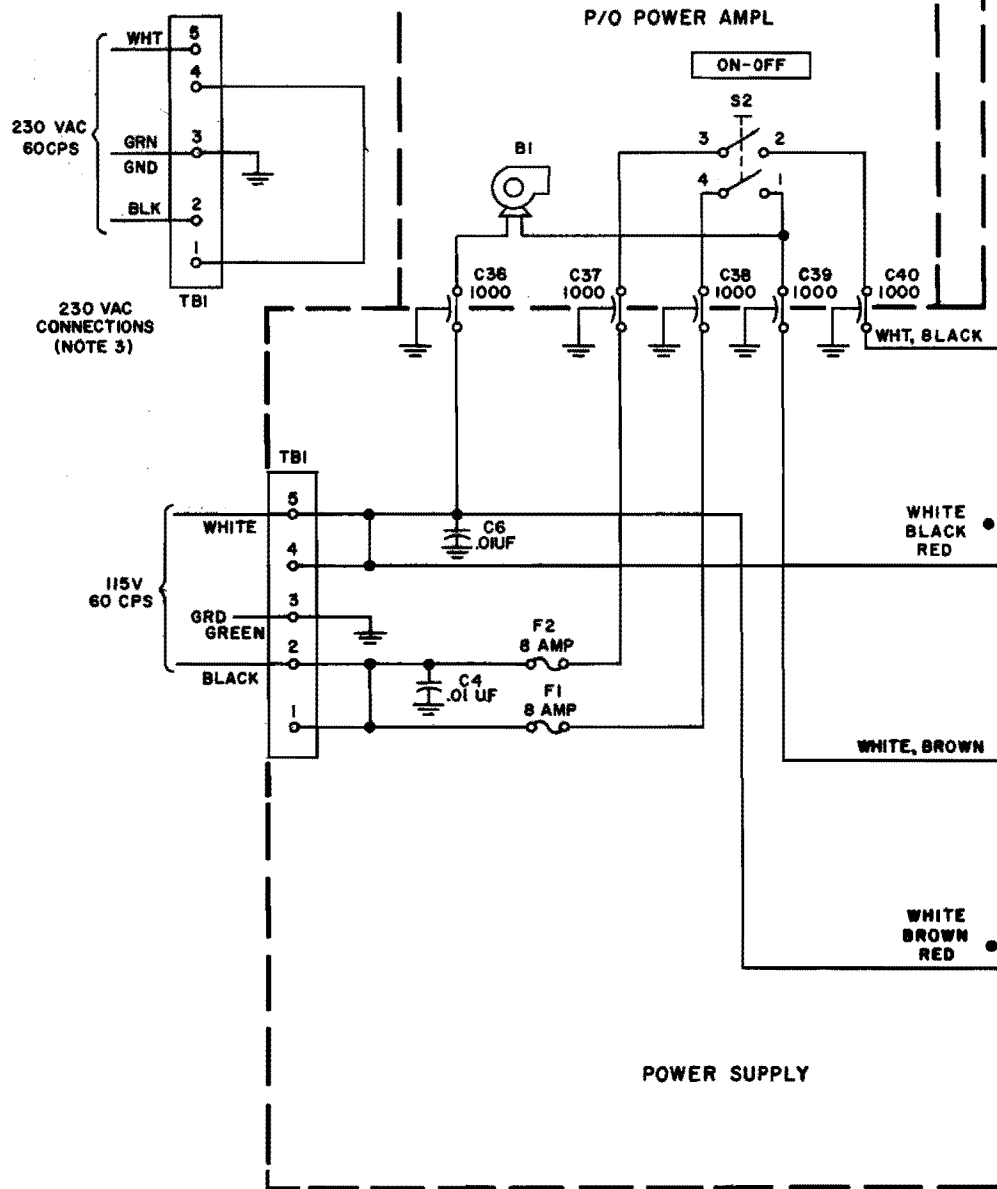 P/O POWER AMPL
ON-OFF
S2
3
2
4
1
B1
WHT
5
4
230 VAC
60CPS
GRN
3
GND
BLK
2
1
TB1
230 VAC
CONNECTIONS
(NOTE 3)
C36
1000
C37
1000
C38
1000
C39
1000
C40
1000
WHT, BLACK
TB1
5
WHITE
C6
.01UF
4
115V
60 CPS
3
GRD
GREEN
2
BLACK
C4
.01 UF
1
F2
8 AMP
F1
8 AMP
WHITE
BLACK
RED
WHITE, BROWN
WHITE
BROWN
RED
POWER SUPPLY